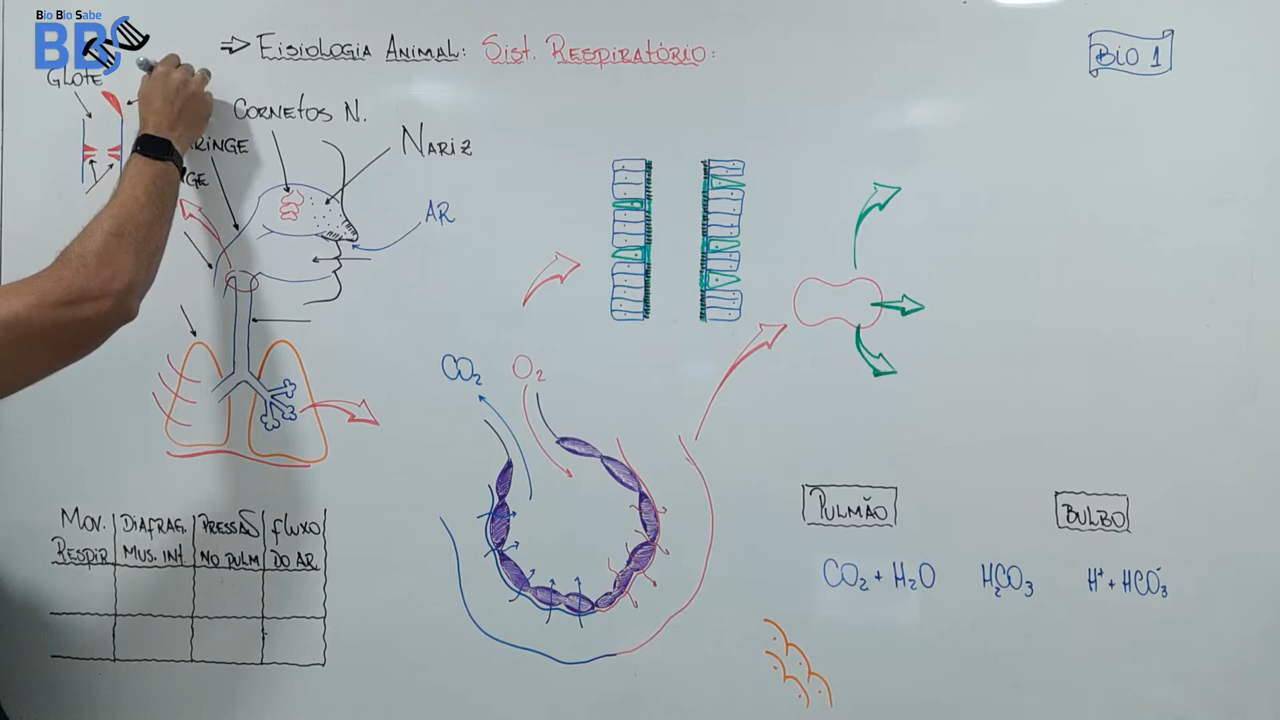 Bio Bio Sabe
BBS
⇒ Fisiologia Animal: Sist. Respiratório:
BIO 1
GLOTE
CORNETOS N.
NARIZ
AR
CO₂
O₂
MOV. RESPIR
DIAFRAG. MUS. INT.
PRESSÃO NO PULM
FLUXO DO AR
PULMÃO
BULBO
CO₂ + H₂O
H₂CO₃
H⁺ + HCO₃⁻